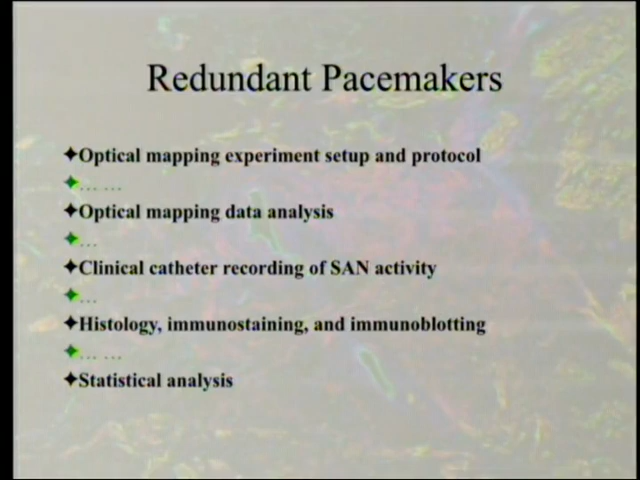 Redundant Pacemakers
✦Optical mapping experiment setup and protocol
✦… …
✦Optical mapping data analysis
✦…
✦Clinical catheter recording of SAN activity
✦…
✦Histology, immunostaining, and immunoblotting
✦… …
✦Statistical analysis